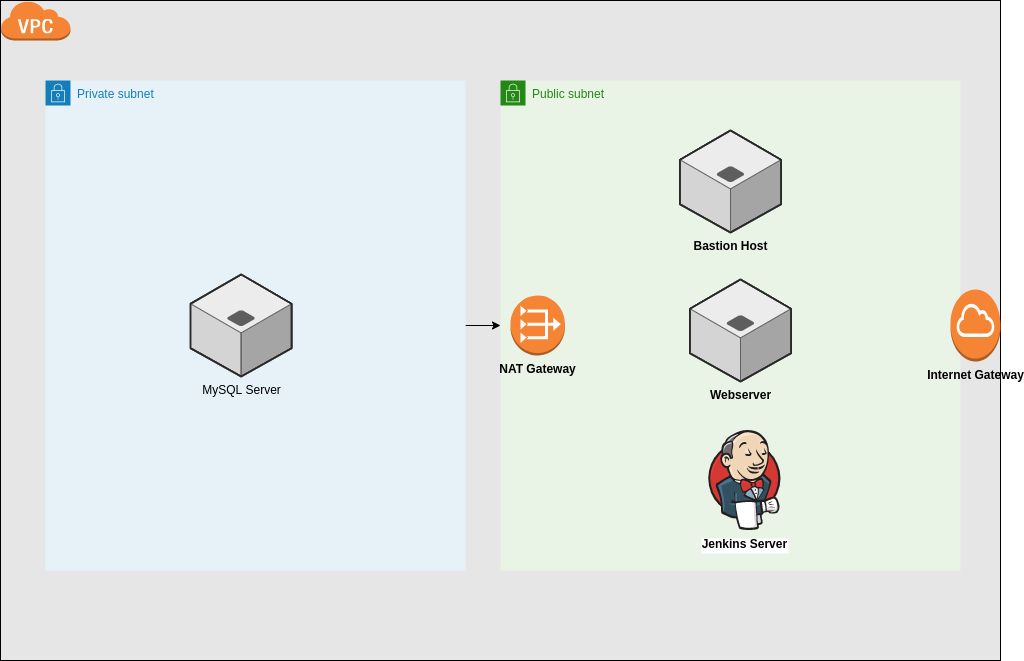 VPC
Private subnet
Public subnet
Bastion Host
MySQL Server
NAT Gateway
Webserver
Internet Gateway
Jenkins Server